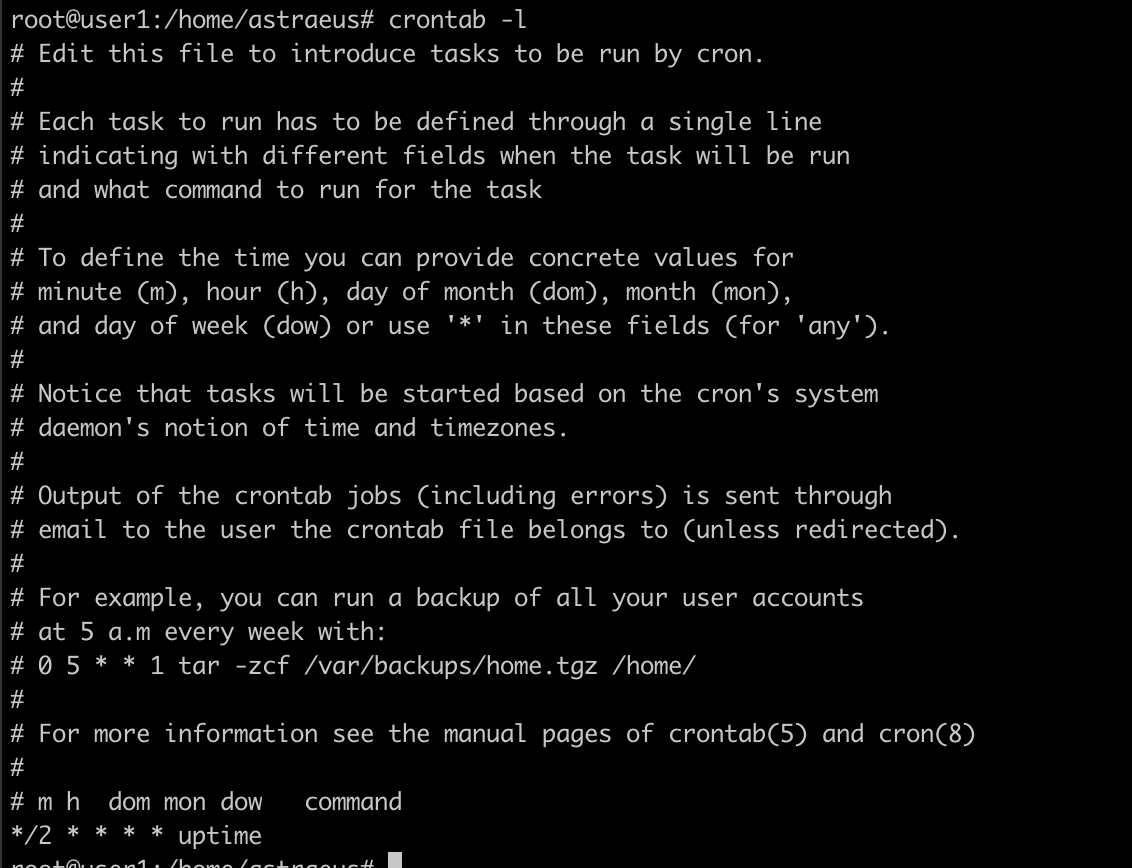 root@user1:/home/astraeus# crontab -l
# Edit this file to introduce tasks to be run by cron.
#
# Each task to run has to be defined through a single line
# indicating with different fields when the task will be run
# and what command to run for the task
#
# To define the time you can provide concrete values for
# minute (m), hour (h), day of month (dom), month (mon),
# and day of week (dow) or use '*' in these fields (for 'any').
#
# Notice that tasks will be started based on the cron's system
# daemon's notion of time and timezones.
#
# Output of the crontab jobs (including errors) is sent through
# email to the user the crontab file belongs to (unless redirected).
#
# For example, you can run a backup of all your user accounts
# at 5 a.m every week with:
# 0 5 * * 1 tar -zcf /var/backups/home.tgz /home/
#
# For more information see the manual pages of crontab(5) and cron(8)
#
# m h  dom mon dow   command
*/2 * * * * uptime
root@user1:/home/astraeus#